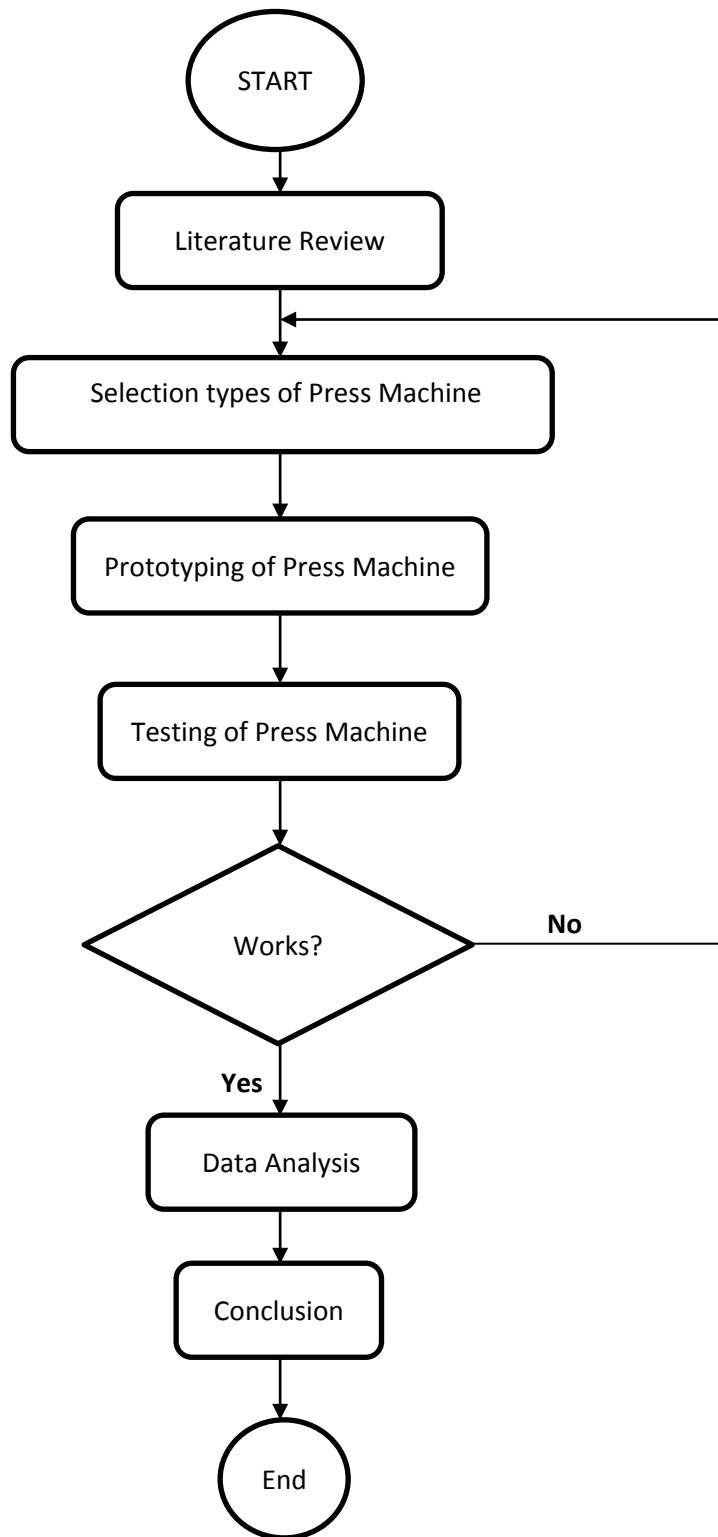 START
Literature Review
Selection types of Press Machine
Prototyping of Press Machine
Testing of Press Machine
Works?
No
Yes
Data Analysis
Conclusion
End